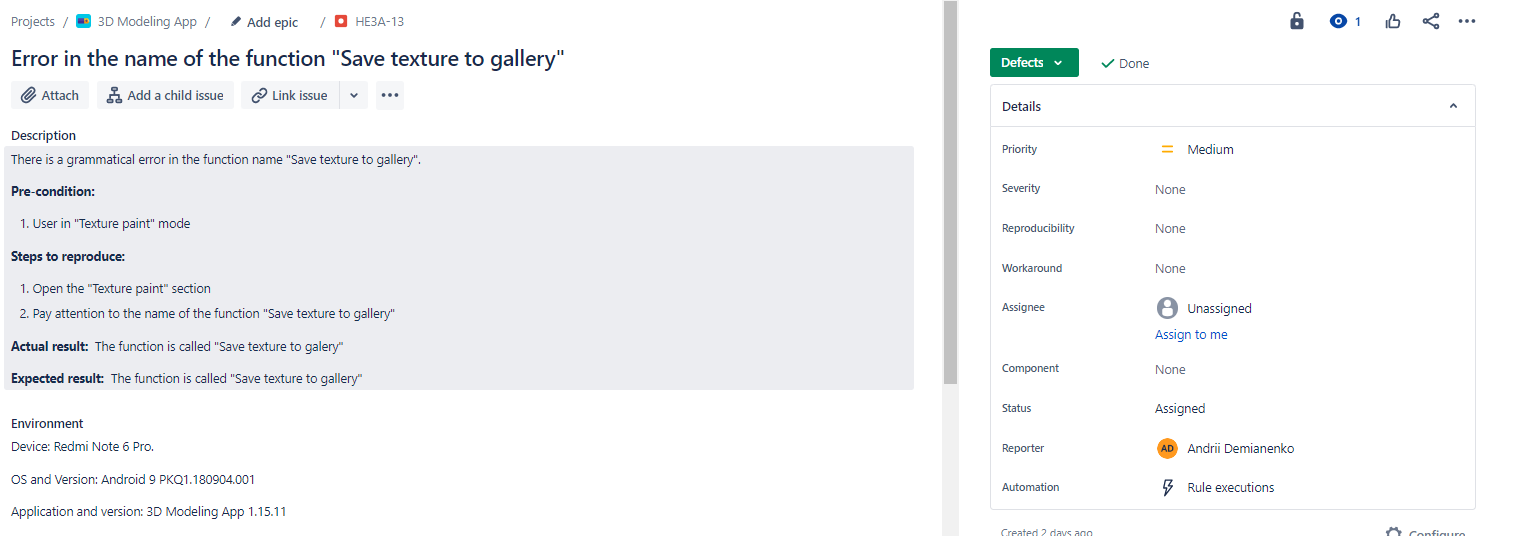 Projects / 3D Modeling App / Add epic / HE3A-13
Error in the name of the function "Save texture to gallery"
Attach Add a child issue Link issue
Description
There is a grammatical error in the function name "Save texture to gallery".
Pre-condition:
1. User in "Texture paint" mode
Steps to reproduce:
1. Open the "Texture paint" section
2. Pay attention to the name of the function "Save texture to gallery"
Actual result: The function is called "Save texture to galery"
Expected result: The function is called "Save texture to gallery"
Environment
Device: Redmi Note 6 Pro.
OS and Version: Android 9 PKQ1.180904.001
Application and version: 3D Modeling App 1.15.11
1
Defects Done
Details
Priority Medium
Severity None
Reproducibility None
Workaround None
Assignee Unassigned
Assign to me
Component None
Status Assigned
Reporter AD Andrii Demianenko
Automation Rule executions
Created 2 days ago Configure